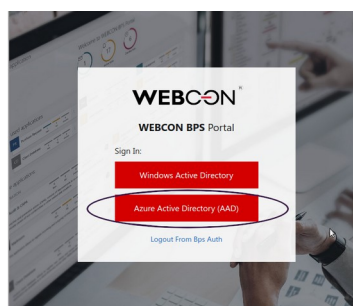 WEBCON®
WEBCON BPS Portal
Sign In:
Windows Active Directory
Azure Active Directory (AAD)
Logout From Bps Auth